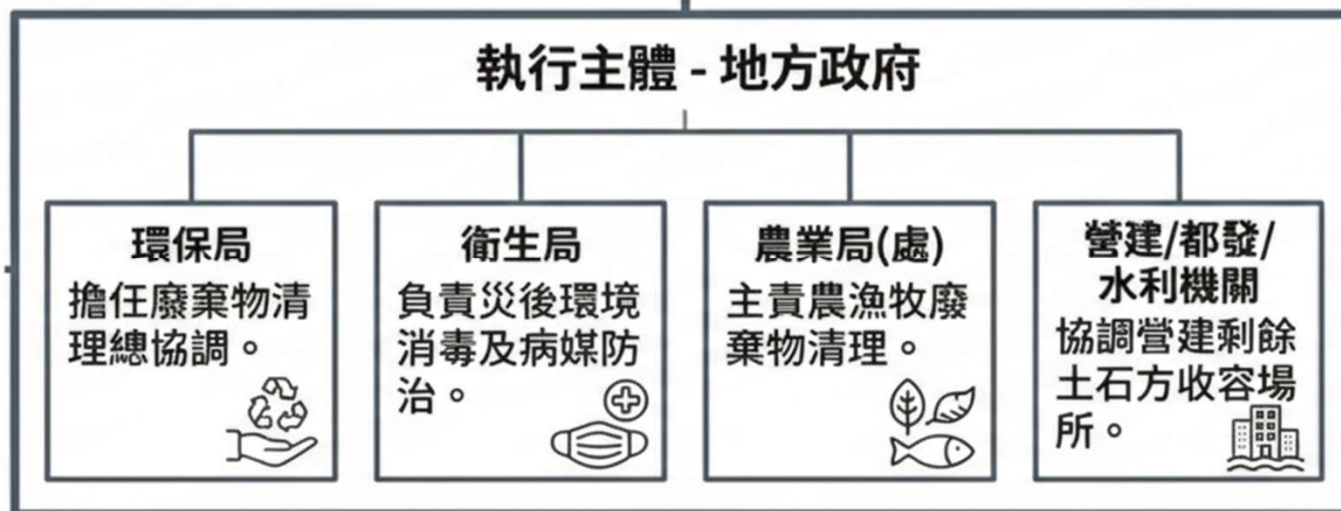 執行主體 - 地方政府
環保局
擔任廢棄物清
理總協調。
衛生局
負責災後環境
消毒及病媒防
治。
農業局(處)
主責農漁牧廢
棄物清理。
營建/都發/
水利機關
協調營建剩餘
土石方收容場
所。